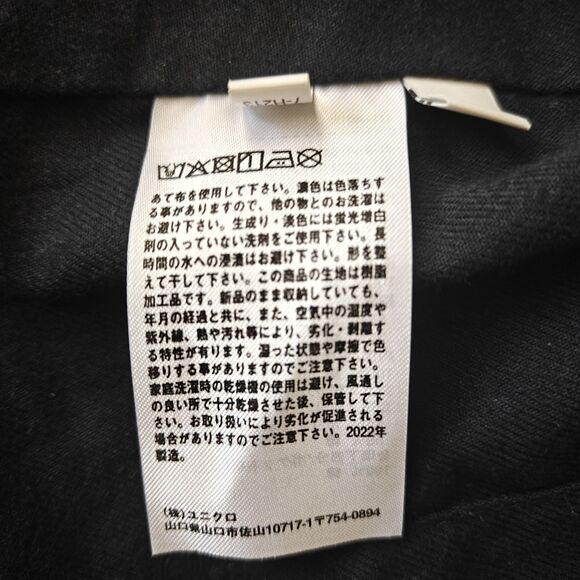 あて布を使用して下さい。濃色は色落ちす
る事がありますので、他の物とのお洗濯は
お避け下さい。生成り・淡色には蛍光増白
剤の入っていない洗剤をご使用下さい。長
時間の水への浸漬はお避け下さい。形を整
えて干して下さい。この商品の生地は樹脂
加工品です。新品のまま収納していても、
年月の経過と共に、また、空気中の湿度や
紫外線、熱や汚れ等により、劣化・剥離す
る特性が有ります。湿った状態や摩擦で色
移りする事がありますのでご注意下さい。
家庭洗濯時の乾燥機の使用は避け、風通し
の良い所で十分乾燥させた後、保管して下
さい。お取り扱いにより劣化が促進される
場合がありますのでご注意下さい。2022年
製造。
(株)ユニクロ
山口県山口市佐山10717-1〒754-0894